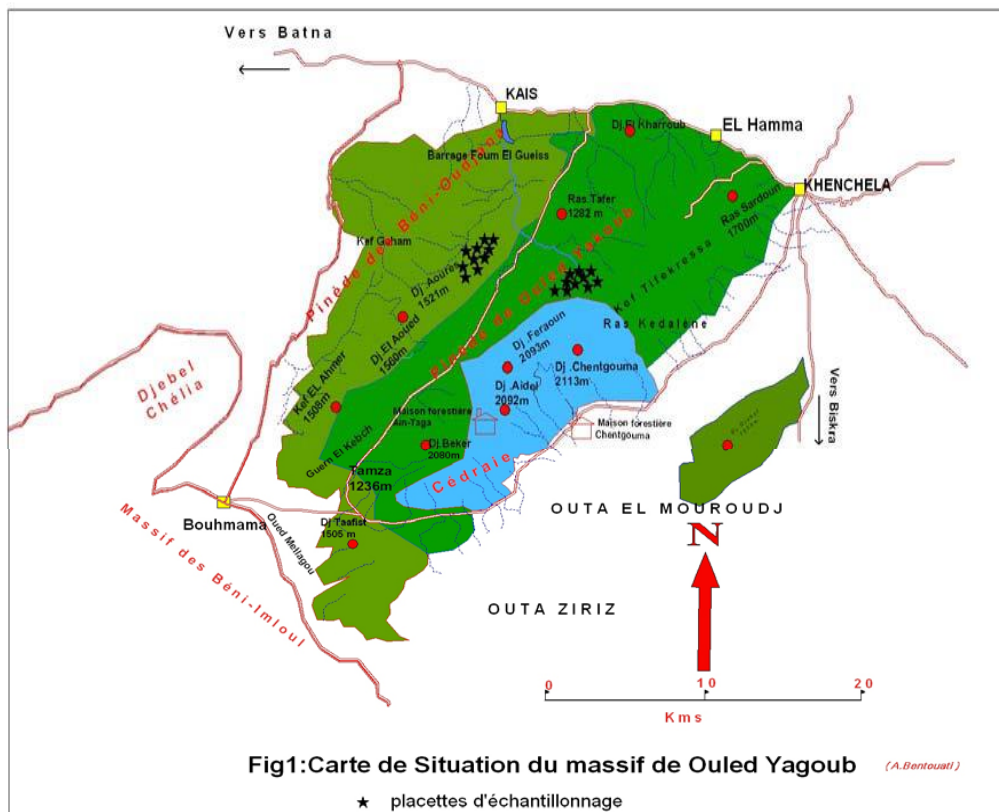 Vers Batna
KAIS
Dj.El Kharroub
EL Hamma
Barrage Foum El Gueiss
KHENCHELA
Pinède des Béni-Oudjana
Ras.Tafer
1282 m
Ras Sardoun
1700m
Kef Gaham
Dj .Aoures
1521m
Pinède de Ouled Yakoub
Kef Tifekressa
Ras Kedalène
Dj.El Aoued
1560m
Dj.Feraoun
2093m
Dj .Chentgouma
2113m
Djebel
Chélia
Kef EL Ahmer
1508m
Dj .Aidel
2092m
Vers Biskra
Maison forestière
Ain-Taga
Maison forestière
Chentgouma
Guern El Kebch
Dj.Beker
2080m
Cédraie
Tamza
1236m
Bouhmama
OUTA EL MOUROUDJ
Oued Mellagou
Dj Taafist
1505 m
Massif des Béni-Imloul
N
OUTA ZIRIZ
0 10 20
Kms
Fig1:Carte de Situation du massif de Ouled Yagoub (A.Bentouati)
placettes d'échantillonnage